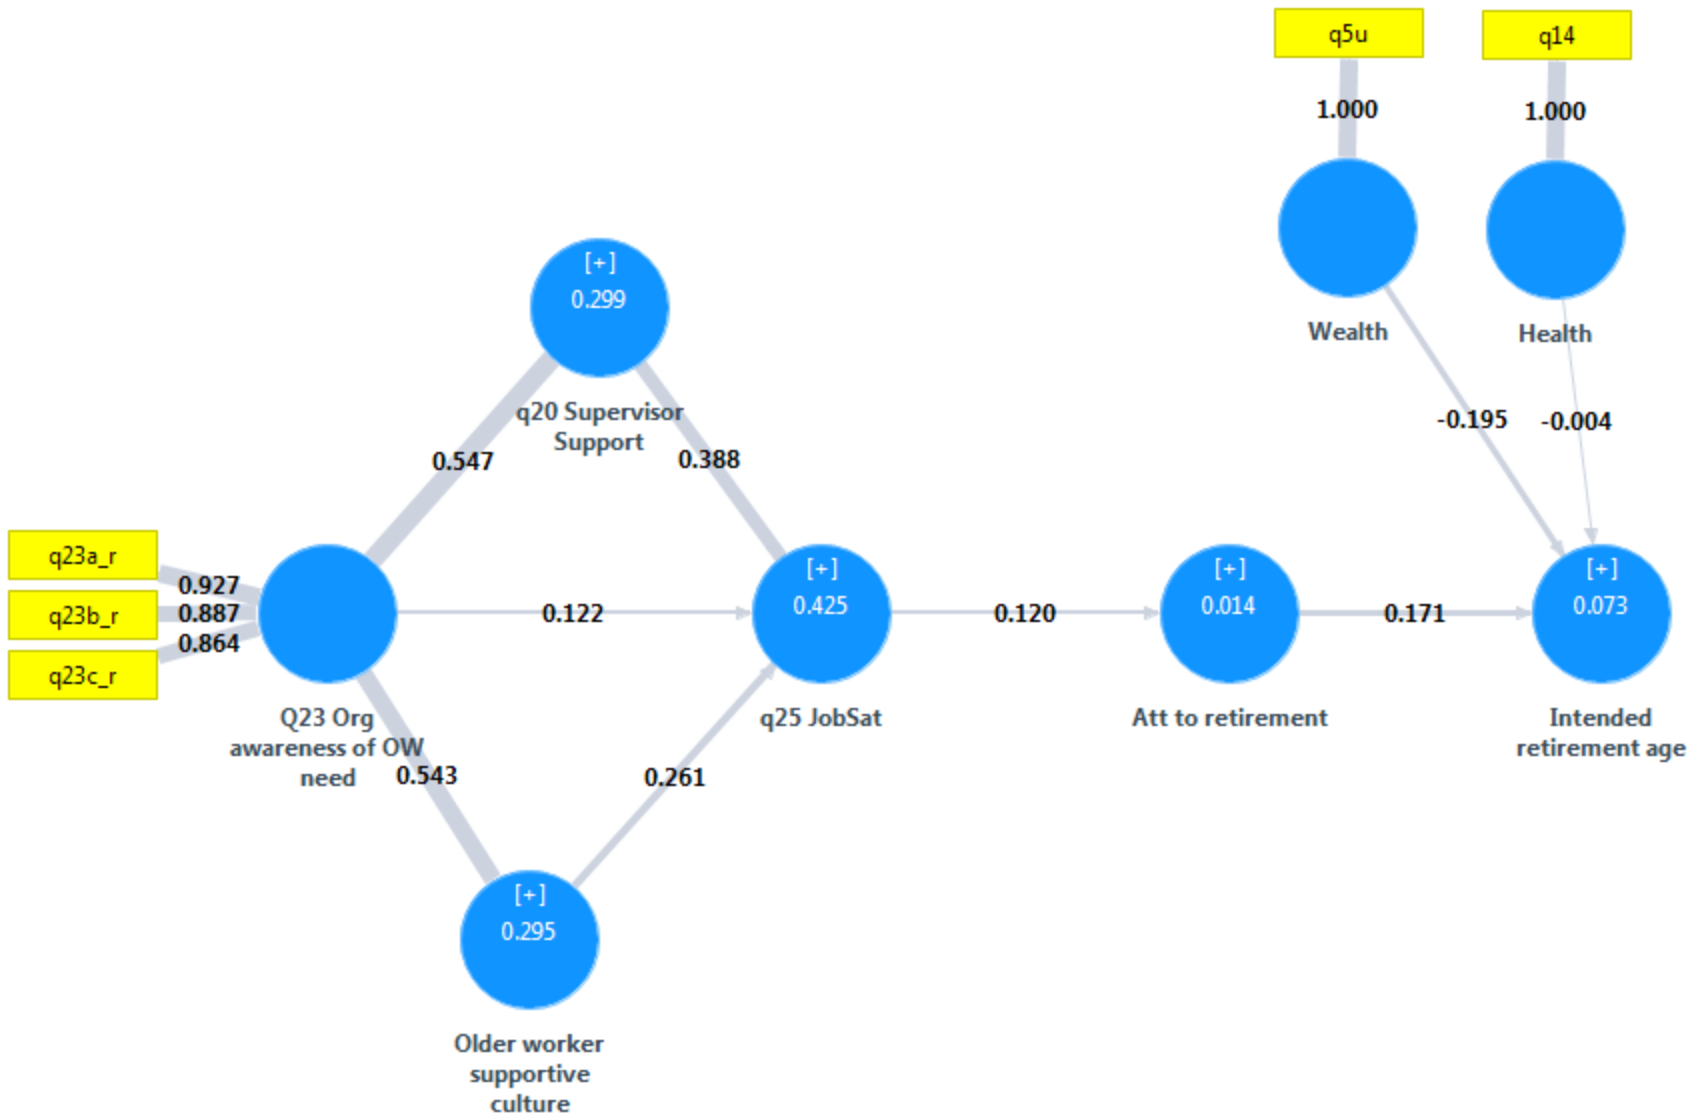 q5u
q14
1.000
1.000
Wealth
Health
[+]
0.299
q20 Supervisor
Support
-0.195
-0.004
0.547
0.388
q23a_r
q23b_r
q23c_r
0.927
0.887
0.864
0.122
[+]
0.425
0.120
[+]
0.014
0.171
[+]
0.073
Q23 Org
awareness of OW
need
q25 JobSat
Att to retirement
Intended
retirement age
0.543
0.261
[+]
0.295
Older worker
supportive
culture